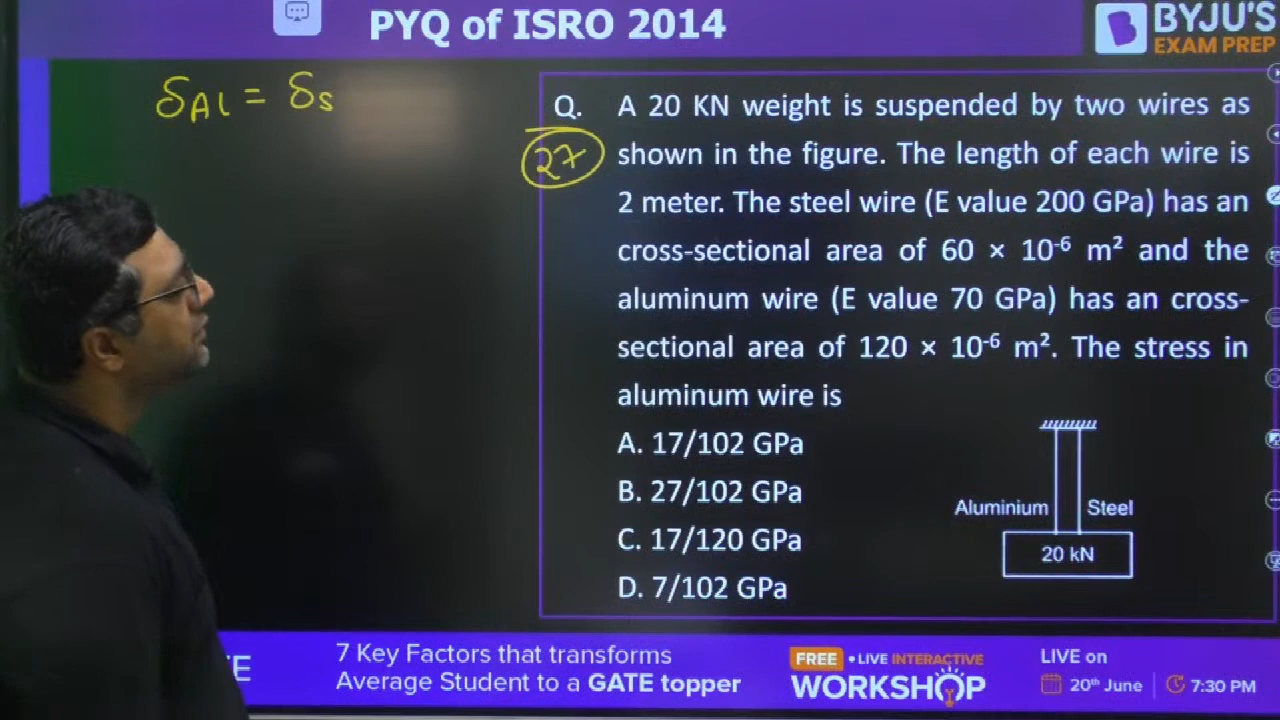 PYQ of ISRO 2014
BYJU'S
EXAM PREP
δAl = δs
Q. A 20 KN weight is suspended by two wires as
27
shown in the figure. The length of each wire is
2 meter. The steel wire (E value 200 GPa) has an
cross-sectional area of 60 × 10⁻⁶ m² and the
aluminum wire (E value 70 GPa) has an cross-
sectional area of 120 × 10⁻⁶ m². The stress in
aluminum wire is
A. 17/102 GPa
B. 27/102 GPa
C. 17/120 GPa
D. 7/102 GPa
Aluminium
Steel
20 kN
7 Key Factors that transforms
Average Student to a GATE topper
FREE • LIVE INTERACTIVE
WORKSHOP
LIVE on
20th June
7:30 PM